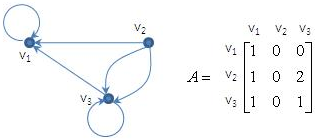 v₂
v₁
v₃
v₁ v₂ v₃
v₁ 1 0 0
A = v₂ 1 0 2
v₃ 1 0 1